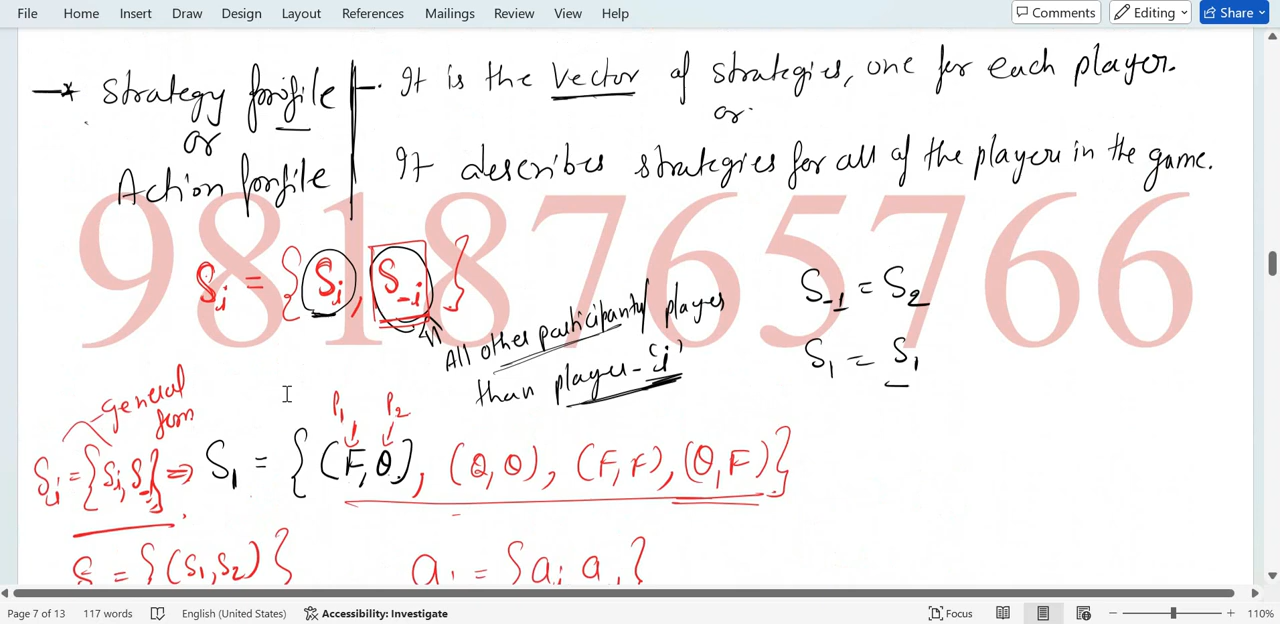 File Home Insert Draw Design Layout References Mailings Review View Help Comments Editing Share
Strategy Profile
or
Action Porfile
It is the Vector of strategies, one for each player.
or
It describes strategies for all of the players in the game.
9818765766
Si = {Si, S-i}
All other participants/players
than player-'i'
S-1 = S2
S1 = S1
general
form
P1 P2
Si = {Si, S-i} ⇒ S1 = {(F,Q), (Q,Q), (F,F), (Q,F)}
S = {(S1,S2)}
Page 7 of 13 117 words English (United States) Accessibility: Investigate Focus 110%